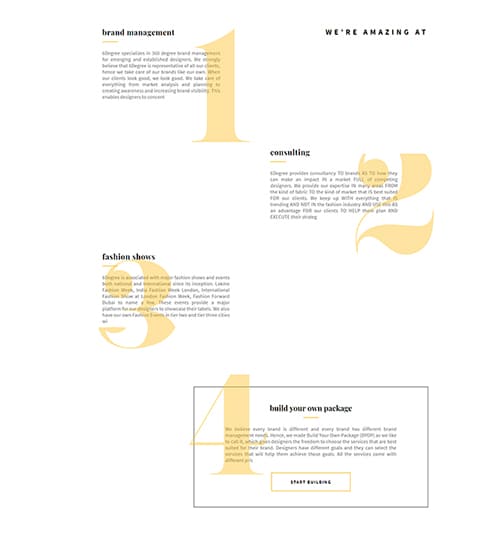 WE'RE AMAZING AT
brand management
1
6Degree specializes in 360 degree brand management
for emerging and established designers. We strongly
believe that 6Degree is representative of all our clients,
hence we take care of our brands like our own. When
our clients look good, we look good. We take care of
everything from market analysis and planning to
creating awareness and increasing brand visibility. This
enables designers to concent
consulting
2
6Degree provides consultancy TO brands AS TO how they
can make an impact IN a market FULL of competing
designers. We provide our expertise IN many areas FROM
the kind of fabric TO the kind of market that IS best suited
FOR our clients. We keep up WITH everything that IS
trending AND NOT IN the fashion industry AND USE this AS
an advantage FOR our clients TO HELP them plan AND
EXECUTE their strateg
fashion shows
3
6Degree is associated with major fashion shows and events
both national and international since its inception. Lakme
Fashion Week, India Fashion Week London, International
Fashion Show at London Fashion Week, Fashion Forward
Dubai to name a few. These events provide a major
platform for our designers to showcase their labels. We also
have our own Fashion Events in tier two and tier three cities
wi
4
build your own package
We believe every brand is different and every brand has different brand
management needs. Hence, we made Build Your Own Package (BYOP) as we like
to call it, which gives designers the freedom to choose the services that are best
suited for their brand. Designers have different goals and they can select the
services that will help them achieve these goals. All the services come with
different pric
START BUILDING